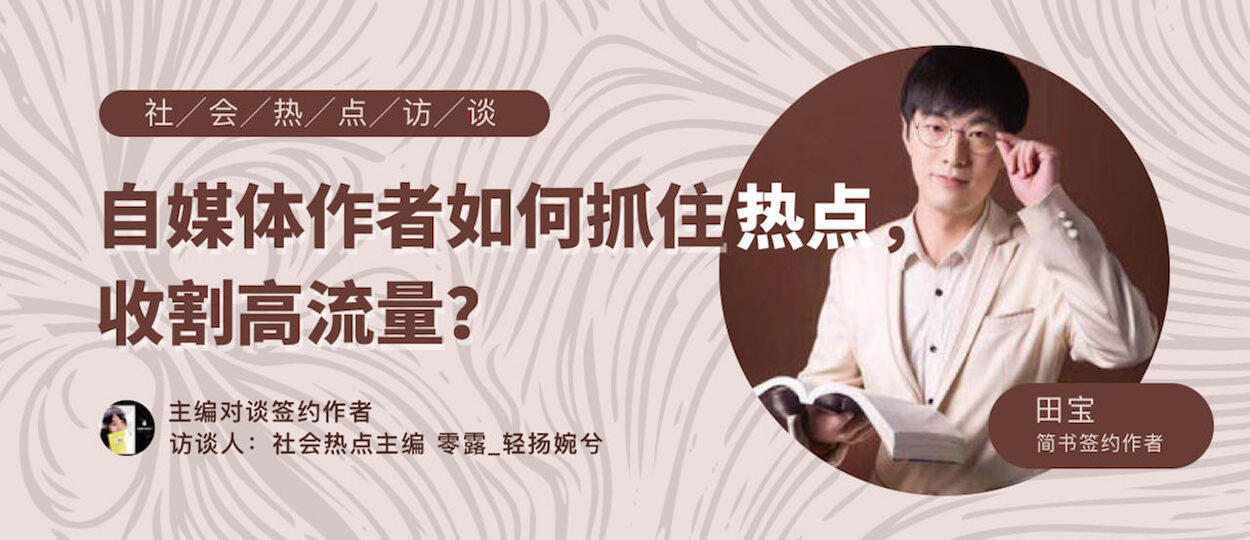 社／会／热／点／访／谈
自媒体作者如何抓住热点，
收割高流量？
主编对谈签约作者
访谈人：社会热点主编 零露_轻扬婉兮
田宝
简书签约作者